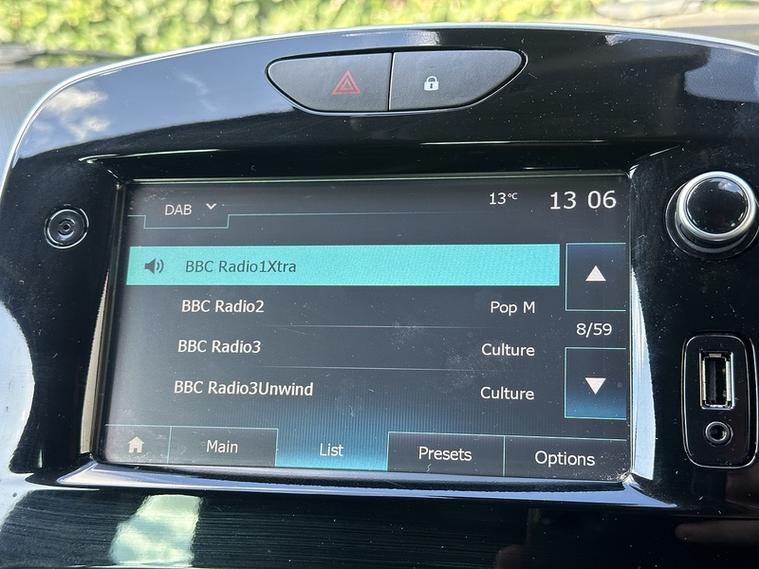 DAB 13°C 13 06
BBC Radio1Xtra
BBC Radio2 Pop M
8/59
BBC Radio3 Culture
BBC Radio3Unwind Culture
Main List Presets Options